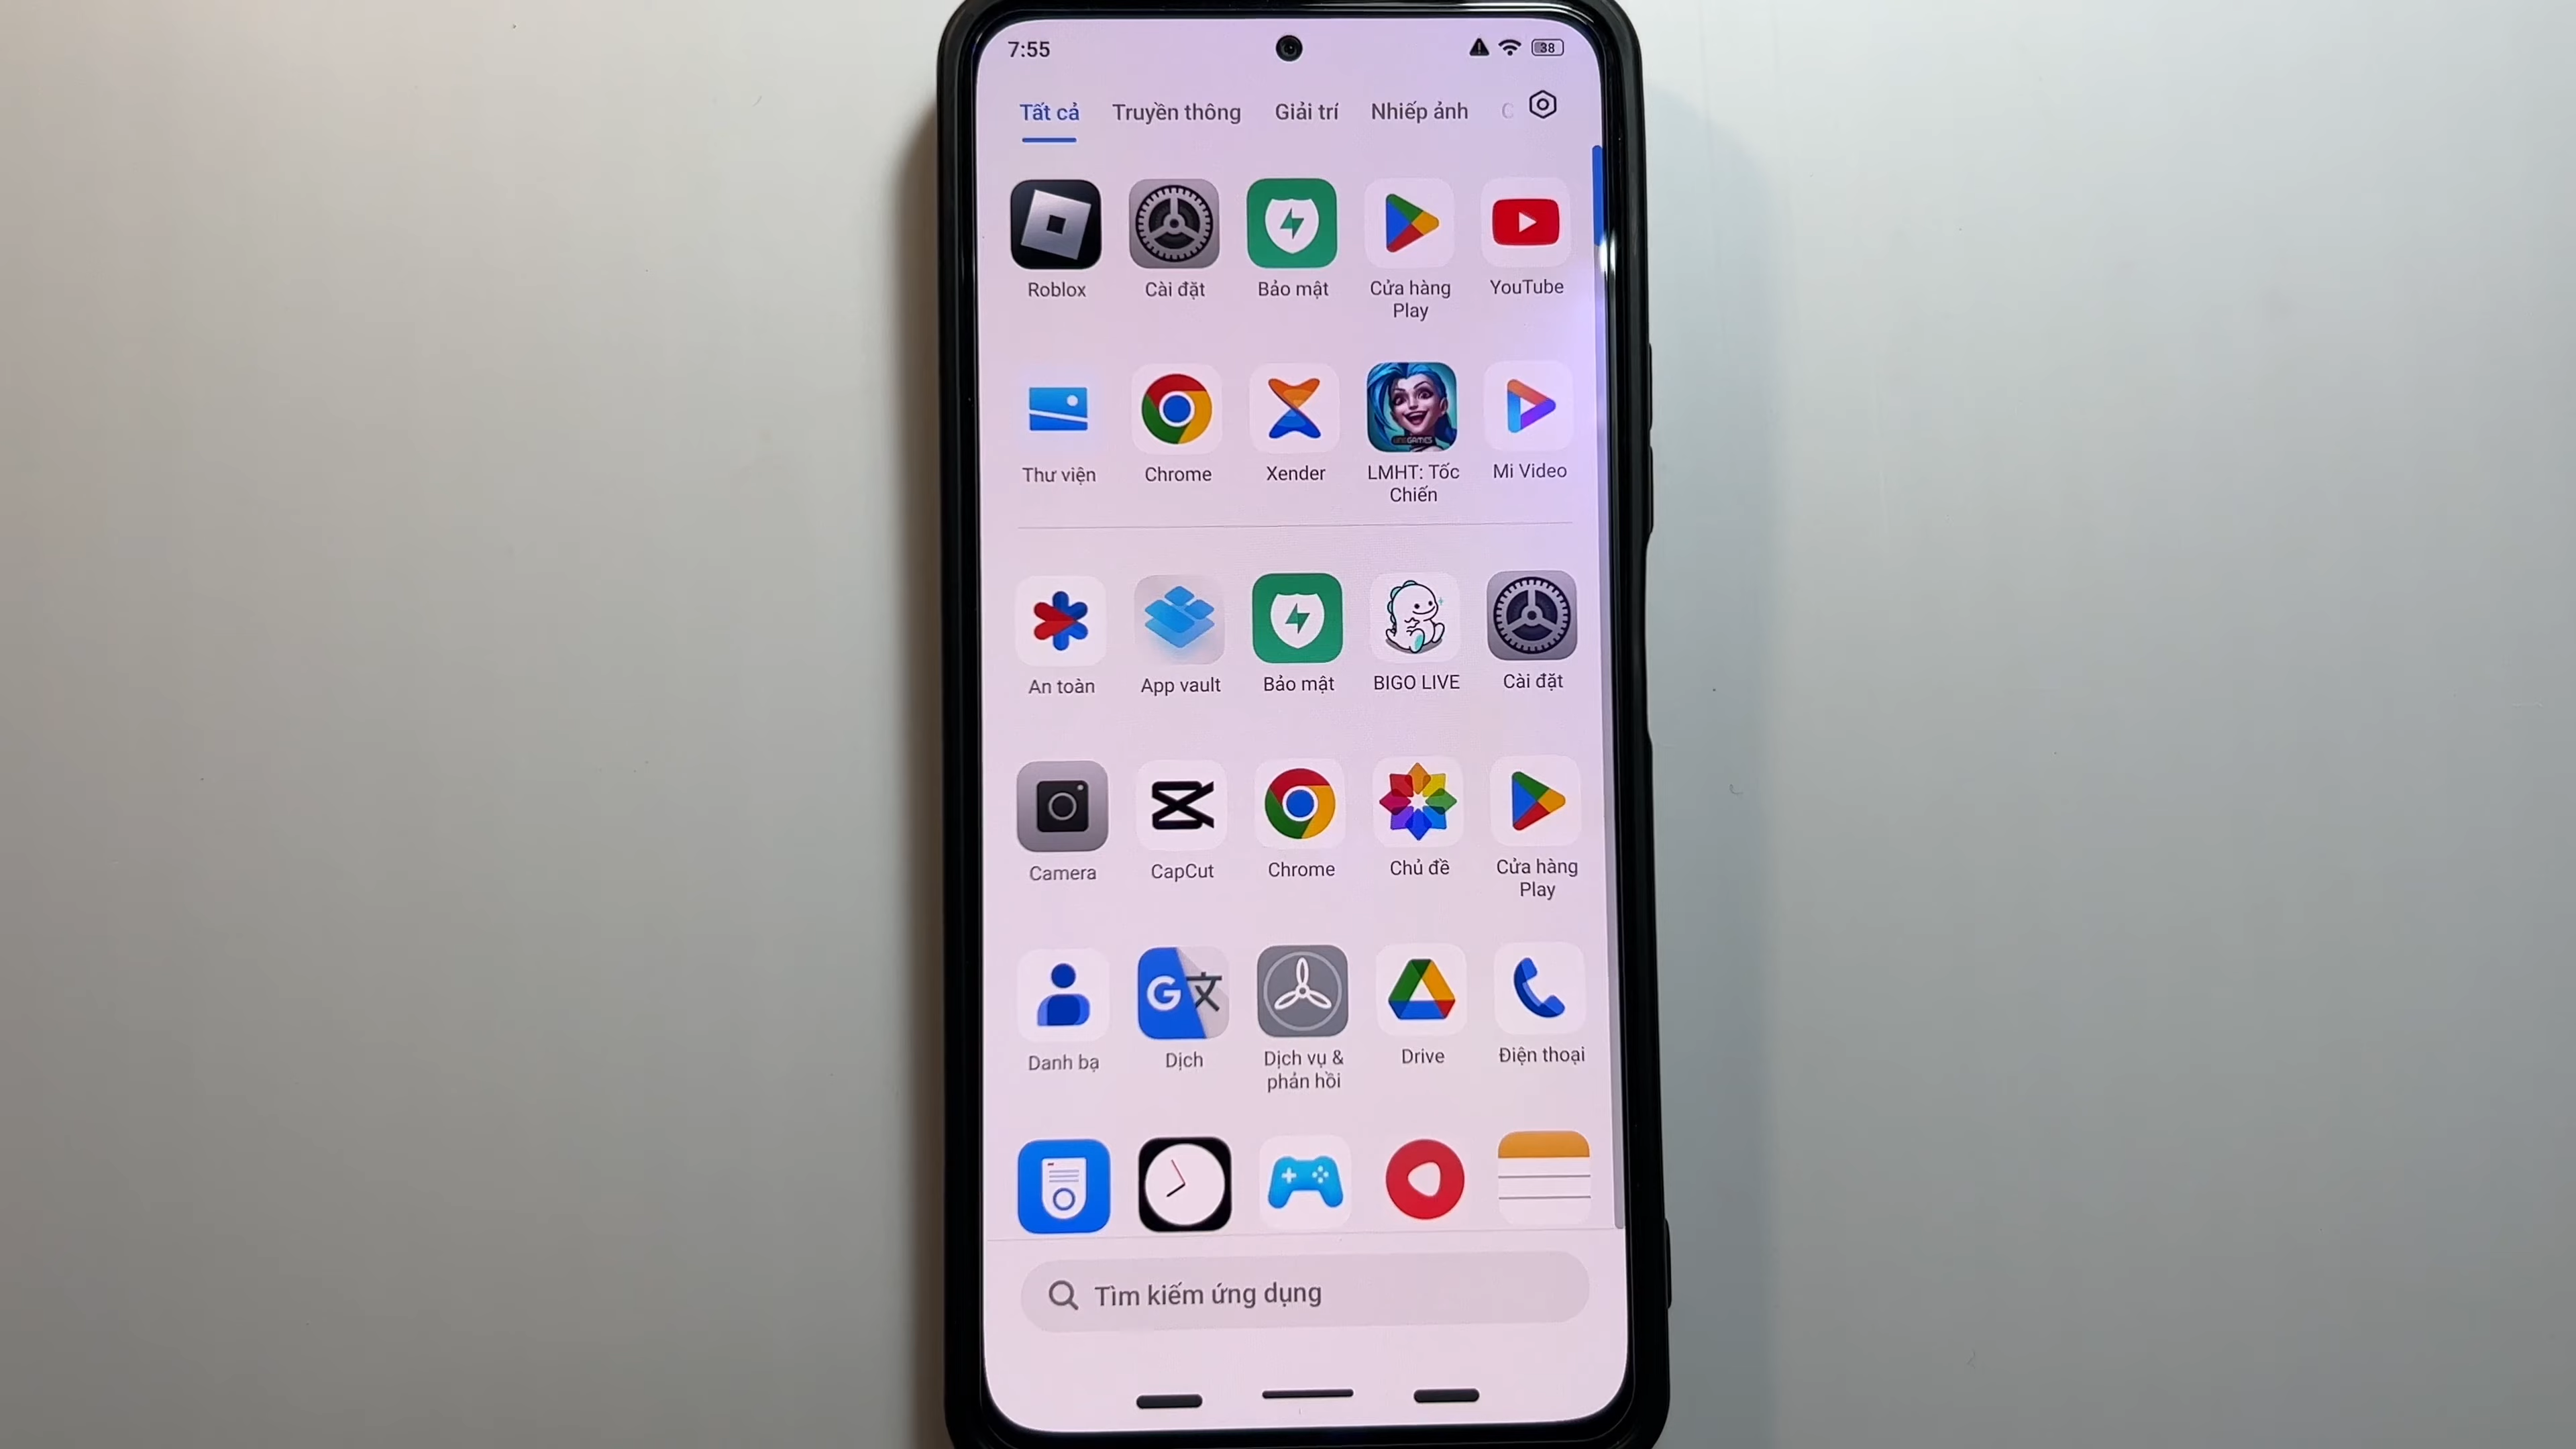 7:55
38
Tất cả Truyền thông Giải trí Nhiếp ảnh C
Roblox Cài đặt Bảo mật Cửa hàng Play YouTube
Thư viện Chrome Xender LMHT: Tốc Chiến Mi Video
An toàn App vault Bảo mật BIGO LIVE Cài đặt
Camera CapCut Chrome Chủ đề Cửa hàng Play
G文
Danh bạ Dịch Dịch vụ & phản hồi Drive Điện thoại
Tìm kiếm ứng dụng